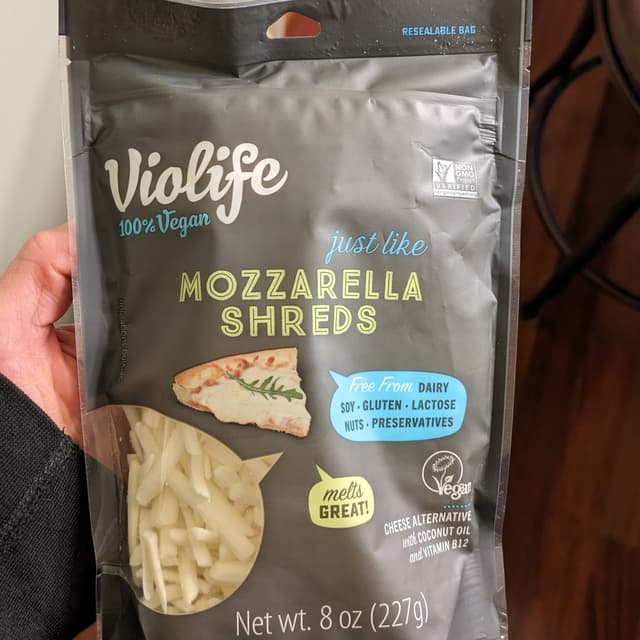 RESEALABLE BAG
Violife
100% Vegan
NON
GMO
VERIFIED
just like
MOZZARELLA
SHREDS
Free From DAIRY
SOY • GLUTEN • LACTOSE
NUTS • PRESERVATIVES
melts
GREAT!
Vegan
CHEESE ALTERNATIVE
with COCONUT OIL
and VITAMIN B12
Net wt. 8 oz (227g)